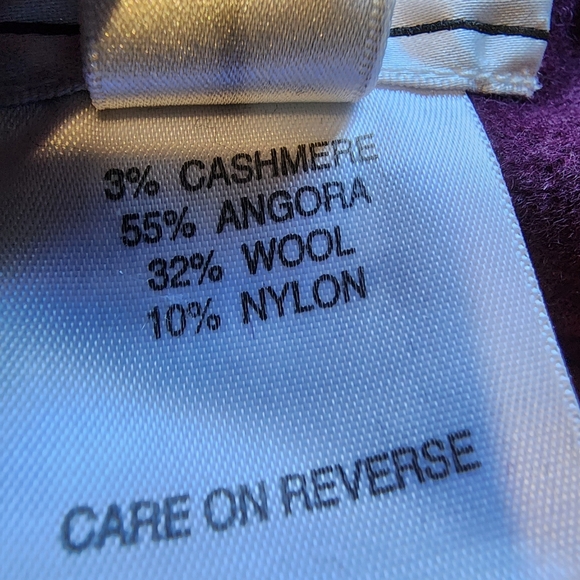 3% CASHMERE
55% ANGORA
32% WOOL
10% NYLON
CARE ON REVERSE